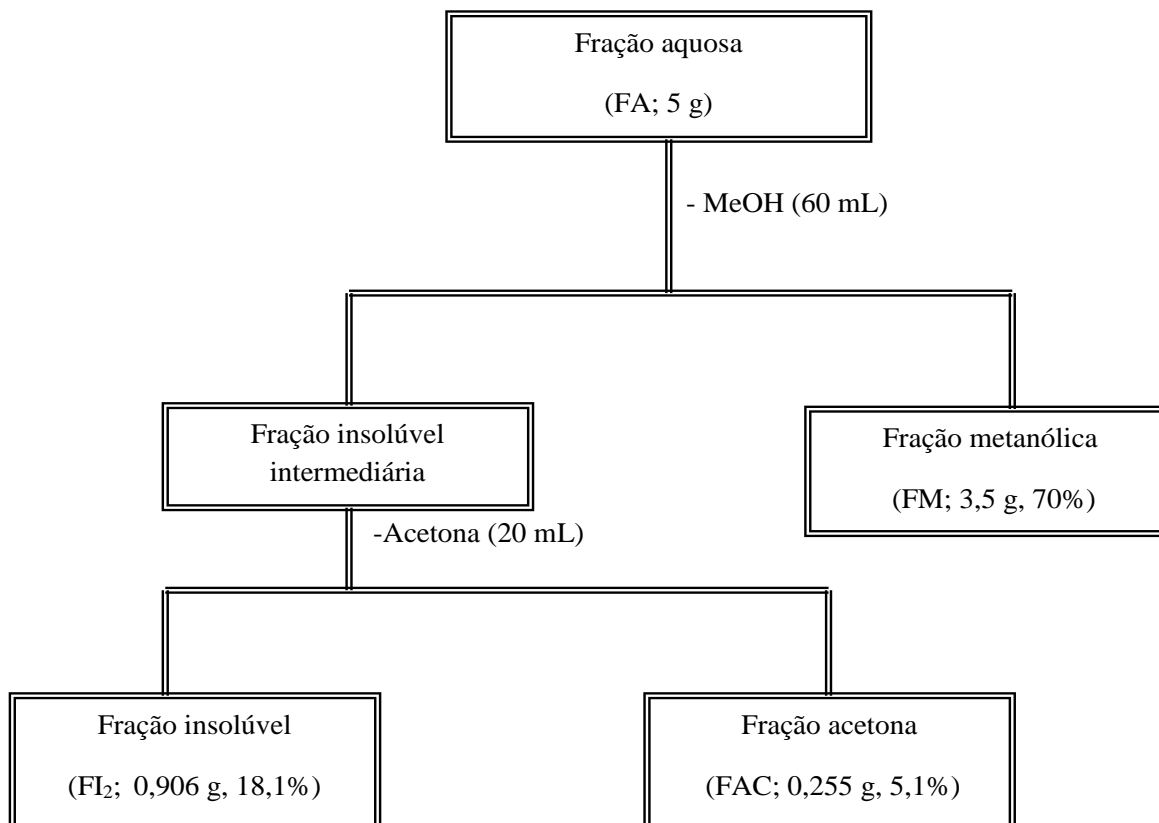 Fração aquosa
(FA; 5 g)
- MeOH (60 mL)
Fração insolúvel
intermediária
Fração metanólica
(FM; 3,5 g, 70%)
-Acetona (20 mL)
Fração insolúvel
(FI₂; 0,906 g, 18,1%)
Fração acetona
(FAC; 0,255 g, 5,1%)